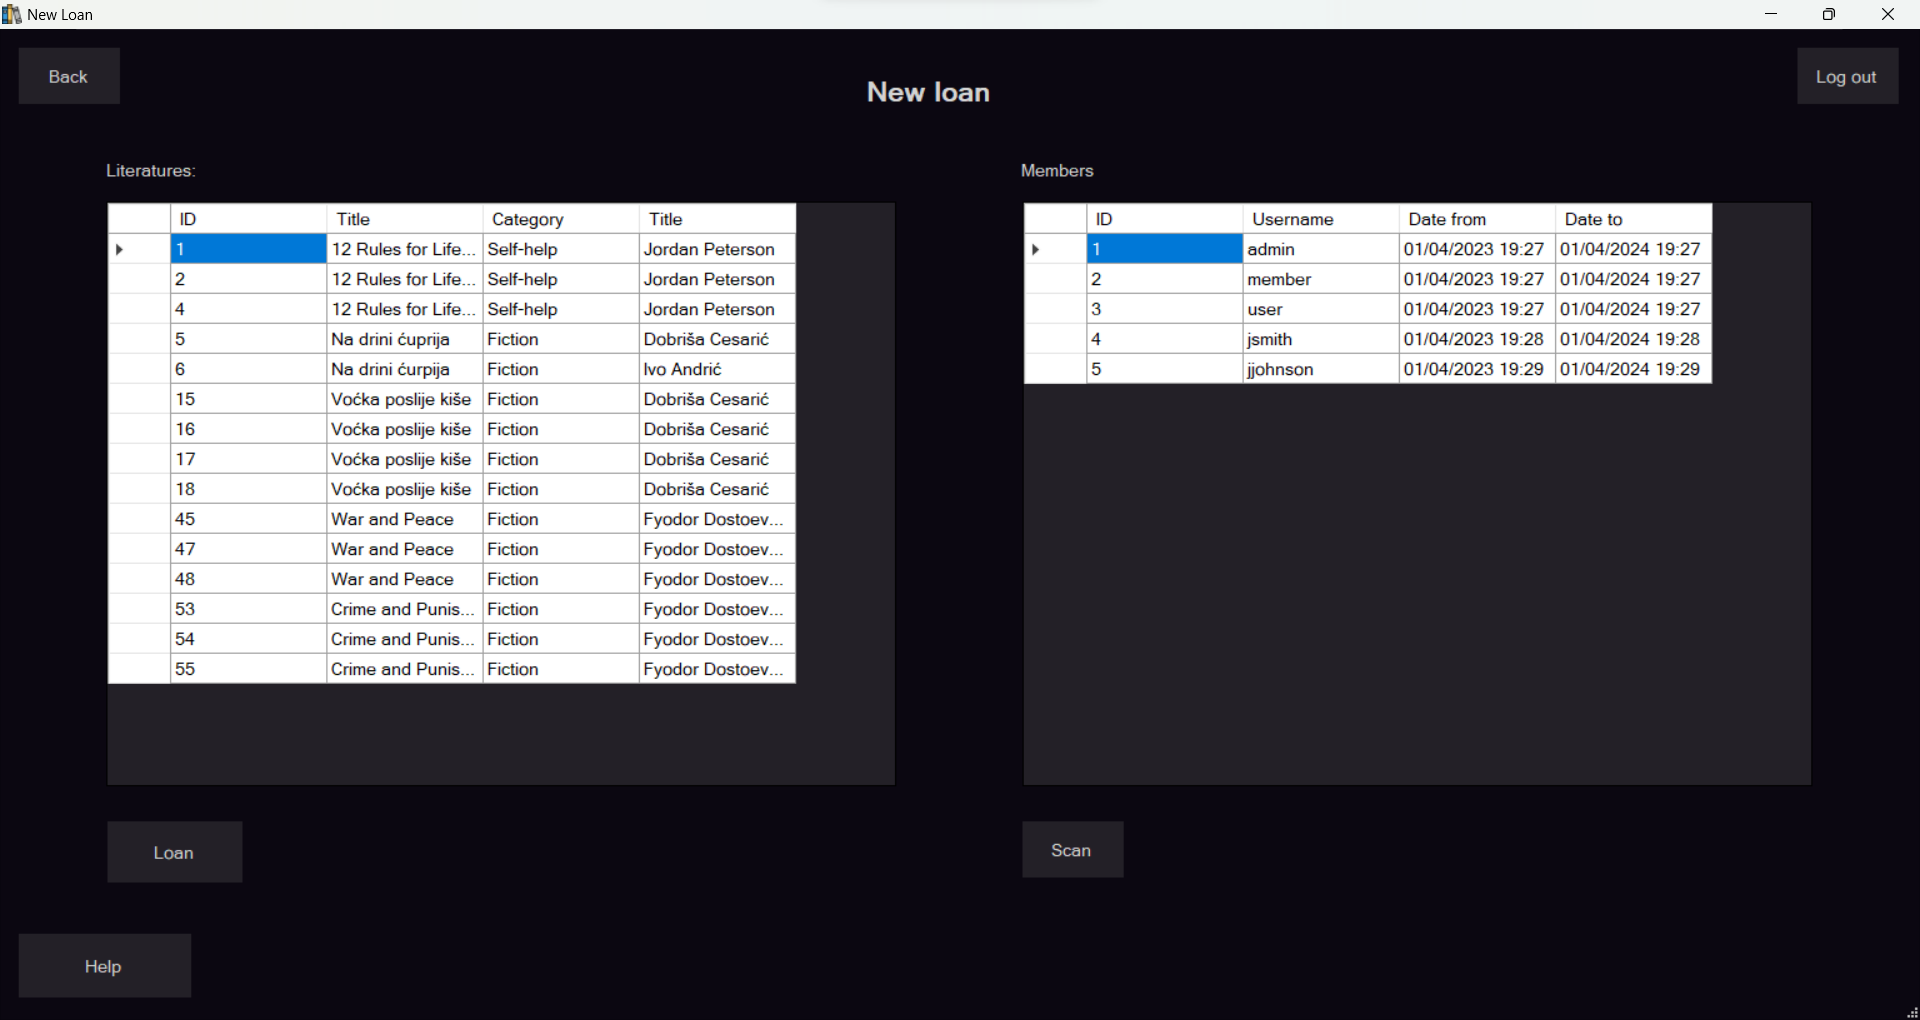 New Loan
Back
New loan
Log out
Literatures:
ID Title Category Title
1 12 Rules for Life... Self-help Jordan Peterson
2 12 Rules for Life... Self-help Jordan Peterson
4 12 Rules for Life... Self-help Jordan Peterson
5 Na drini ćuprija Fiction Dobriša Cesarić
6 Na drini ćurpija Fiction Ivo Andrić
15 Voćka poslije kiše Fiction Dobriša Cesarić
16 Voćka poslije kiše Fiction Dobriša Cesarić
17 Voćka poslije kiše Fiction Dobriša Cesarić
18 Voćka poslije kiše Fiction Dobriša Cesarić
45 War and Peace Fiction Fyodor Dostoev...
47 War and Peace Fiction Fyodor Dostoev...
48 War and Peace Fiction Fyodor Dostoev...
53 Crime and Punis... Fiction Fyodor Dostoev...
54 Crime and Punis... Fiction Fyodor Dostoev...
55 Crime and Punis... Fiction Fyodor Dostoev...
Loan
Members
ID Username Date from Date to
1 admin 01/04/2023 19:27 01/04/2024 19:27
2 member 01/04/2023 19:27 01/04/2024 19:27
3 user 01/04/2023 19:27 01/04/2024 19:27
4 jsmith 01/04/2023 19:28 01/04/2024 19:28
5 jjohnson 01/04/2023 19:29 01/04/2024 19:29
Scan
Help